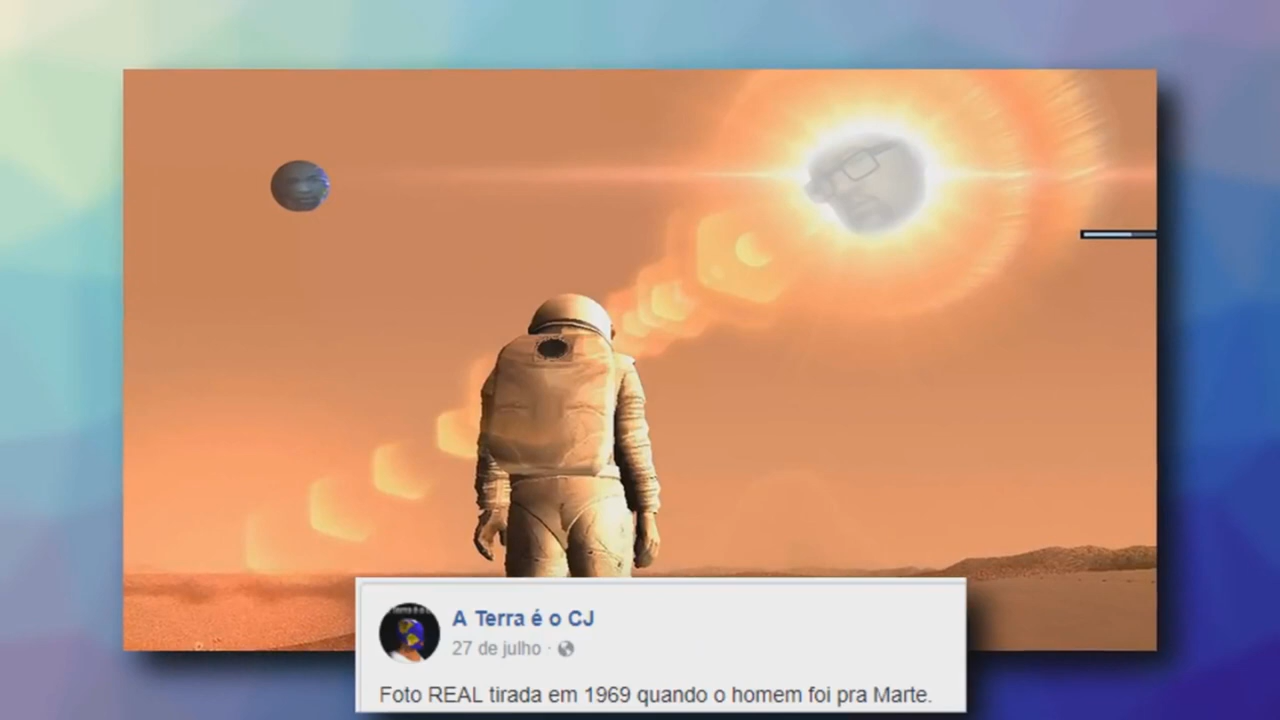 A Terra é o CJ
27 de julho ·
Foto REAL tirada em 1969 quando o homem foi pra Marte.